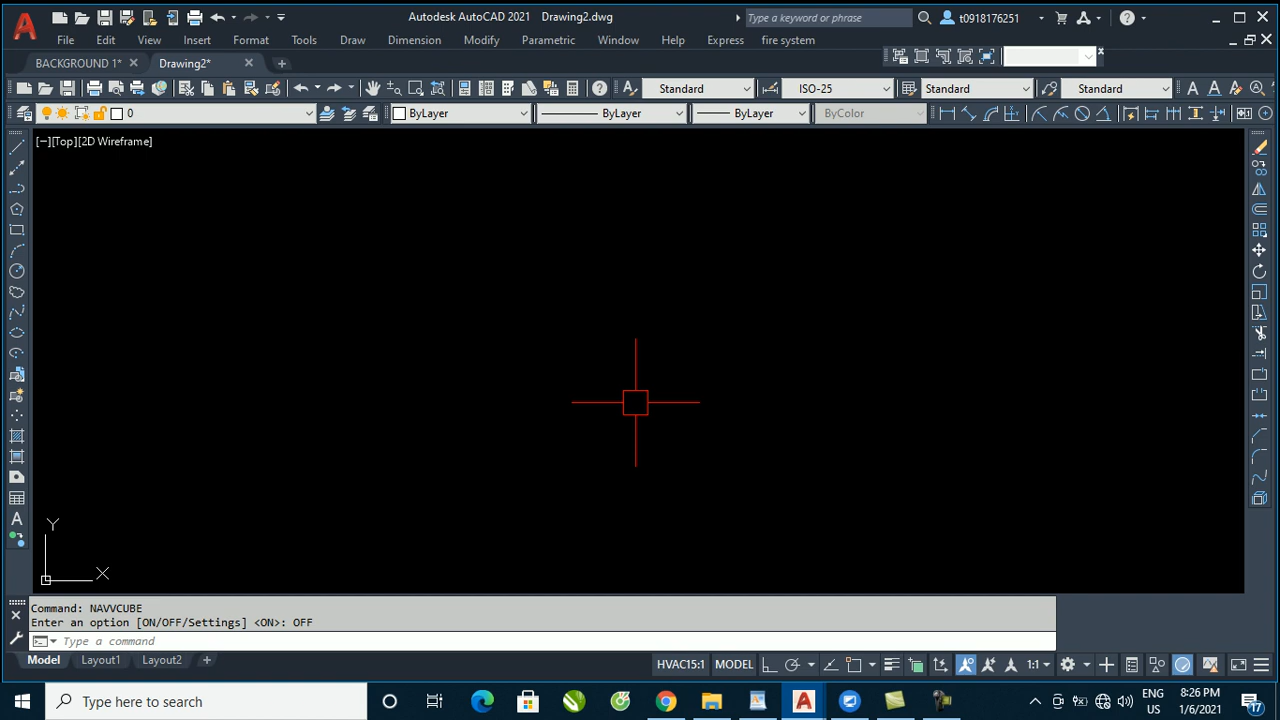 Autodesk AutoCAD 2021 Drawing2.dwg
Type a keyword or phrase
t0918176251
File Edit View Insert Format Tools Draw Dimension Modify Parametric Window Help Express fire system
BACKGROUND 1*
Drawing2*
Standard
ISO-25
Standard
Standard
0
ByLayer
ByLayer
ByLayer
ByColor
[−][Top][2D Wireframe]
Y
X
Command: NAVVCUBE
Enter an option [ON/OFF/Settings] <ON>: OFF
Type a command
Model Layout1 Layout2
HVAC15:1
MODEL
1:1
Type here to search
ENG
US
8:26 PM
1/6/2021
17